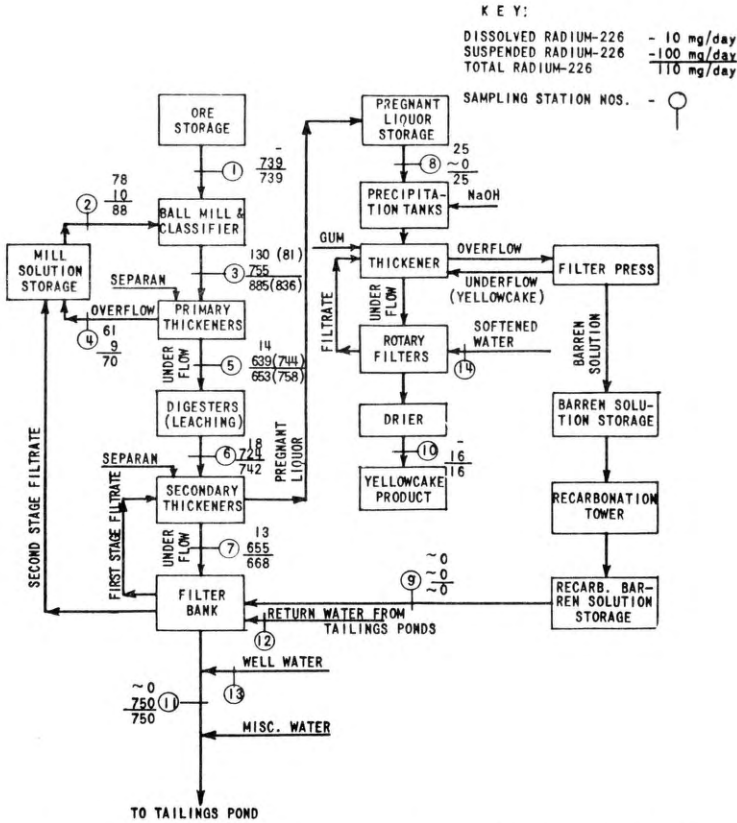 KEY:
DISSOLVED RADIUM-226 - 10 mg/day
SUSPENDED RADIUM-226 -100 mg/day
TOTAL RADIUM-226 110 mg/day
SAMPLING STATION NOS. -
ORE
STORAGE
1
-
739
739
2
78
10
88
BALL MILL &
CLASSIFIER
MILL
SOLUTION
STORAGE
3
130 (81)
755
885(836)
SEPARAN
PRIMARY
THICKENERS
OVERFLOW
4
61
9
70
UNDER
FLOW
5
14
639(744)
653(758)
DIGESTERS
(LEACHING)
6
18
724
742
SEPARAN
SECONDARY
THICKENERS
PREGNANT
LIQUOR
SECOND STAGE FILTRATE
FIRST STAGE FILTRATE
UNDER
FLOW
7
13
655
668
FILTER
BANK
RETURN WATER FROM
TAILINGS PONDS
12
WELL WATER
13
~0
750
750
11
MISC. WATER
TO TAILINGS POND
PREGNANT
LIQUOR
STORAGE
8
25
~0
25
PRECIPITA-
TION TANKS
NaOH
GUM
THICKENER
OVERFLOW
UNDERFLOW
(YELLOWCAKE)
FILTER PRESS
FILTRATE
UNDER
FLOW
ROTARY
FILTERS
SOFTENED
WATER
14
BARREN
SOLUTION
DRIER
10
-
16
16
YELLOWCAKE
PRODUCT
BARREN SOLU-
TION STORAGE
RECARBONATION
TOWER
RECARB. BAR-
REN SOLUTION
STORAGE
9
~0
~0
~0